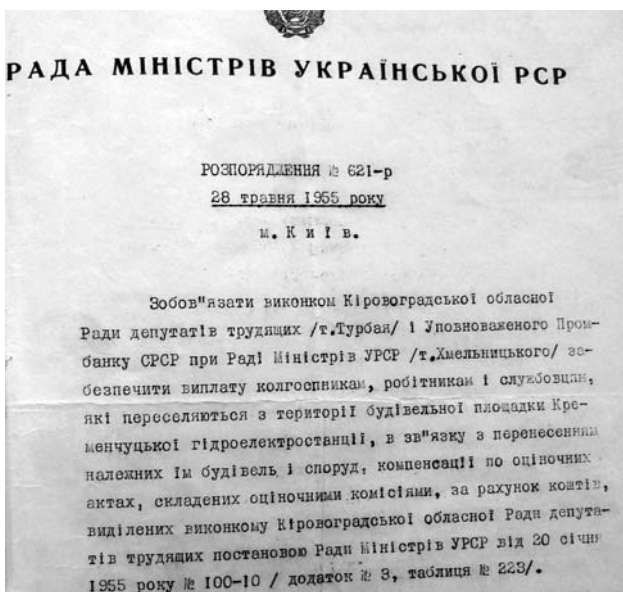 РАДА МІНІСТРІВ УКРАЇНСЬКОЇ РСР
РОЗПОРЯДЖЕННЯ № 621-р
28 травня 1955 року
м. К и ї в.
Зобов"язати виконком Кіровоградської обласної
Ради депутатів трудящих /т.Турбая/ і Уповноваженого Пром-
банку СРСР при Раді Міністрів УРСР /т.Хмельницького/ за-
безпечити виплату колгоспникам, робітникам і службовцям,
які переселяються з території будівельної площадки Кре-
менчуцької гідроелектростанції, в зв"язку з перенесенням
належних їм будівель і споруд, компенсації по оціночних
актах, складених оціночними комісіями, за рахунок коштів,
виділених виконкому Кіровоградської обласної Ради депута-
тів трудящих постановою Ради Міністрів УРСР від 20 січня
1955 року № 100-10 / додаток № 3, таблиця № 223/.